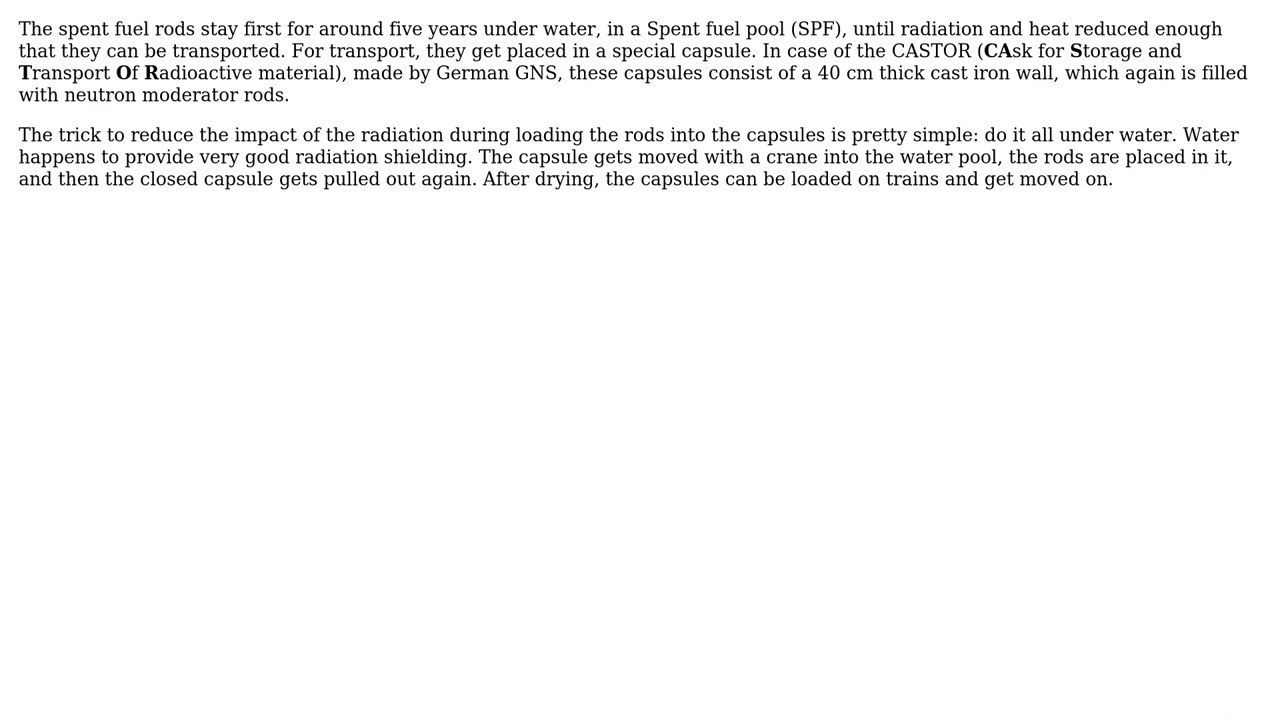 The spent fuel rods stay first for around five years under water, in a Spent fuel pool (SPF), until radiation and heat reduced enough
that they can be transported. For transport, they get placed in a special capsule. In case of the CASTOR (CAsk for Storage and
Transport Of Radioactive material), made by German GNS, these capsules consist of a 40 cm thick cast iron wall, which again is filled
with neutron moderator rods.
The trick to reduce the impact of the radiation during loading the rods into the capsules is pretty simple: do it all under water. Water
happens to provide very good radiation shielding. The capsule gets moved with a crane into the water pool, the rods are placed in it,
and then the closed capsule gets pulled out again. After drying, the capsules can be loaded on trains and get moved on.